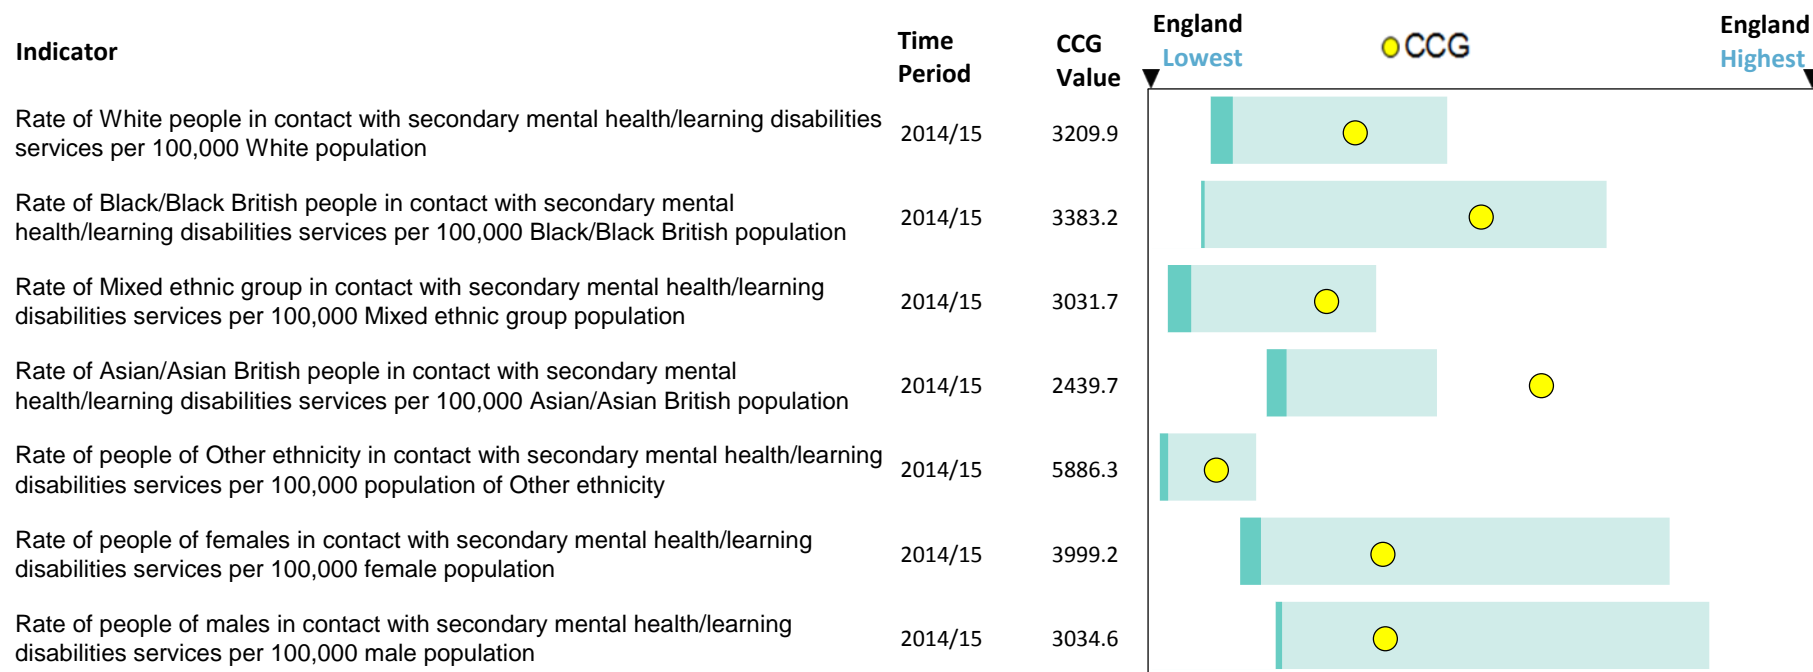 Indicator
Time Period
CCG Value
England Lowest
CCG
England Highest
Rate of White people in contact with secondary mental health/learning disabilities
services per 100,000 White population
2014/15
3209.9
Rate of Black/Black British people in contact with secondary mental
health/learning disabilities services per 100,000 Black/Black British population
2014/15
3383.2
Rate of Mixed ethnic group in contact with secondary mental health/learning
disabilities services per 100,000 Mixed ethnic group population
2014/15
3031.7
Rate of Asian/Asian British people in contact with secondary mental
health/learning disabilities services per 100,000 Asian/Asian British population
2014/15
2439.7
Rate of people of Other ethnicity in contact with secondary mental health/learning
disabilities services per 100,000 population of Other ethnicity
2014/15
5886.3
Rate of people of females in contact with secondary mental health/learning
disabilities services per 100,000 female population
2014/15
3999.2
Rate of people of males in contact with secondary mental health/learning
disabilities services per 100,000 male population
2014/15
3034.6